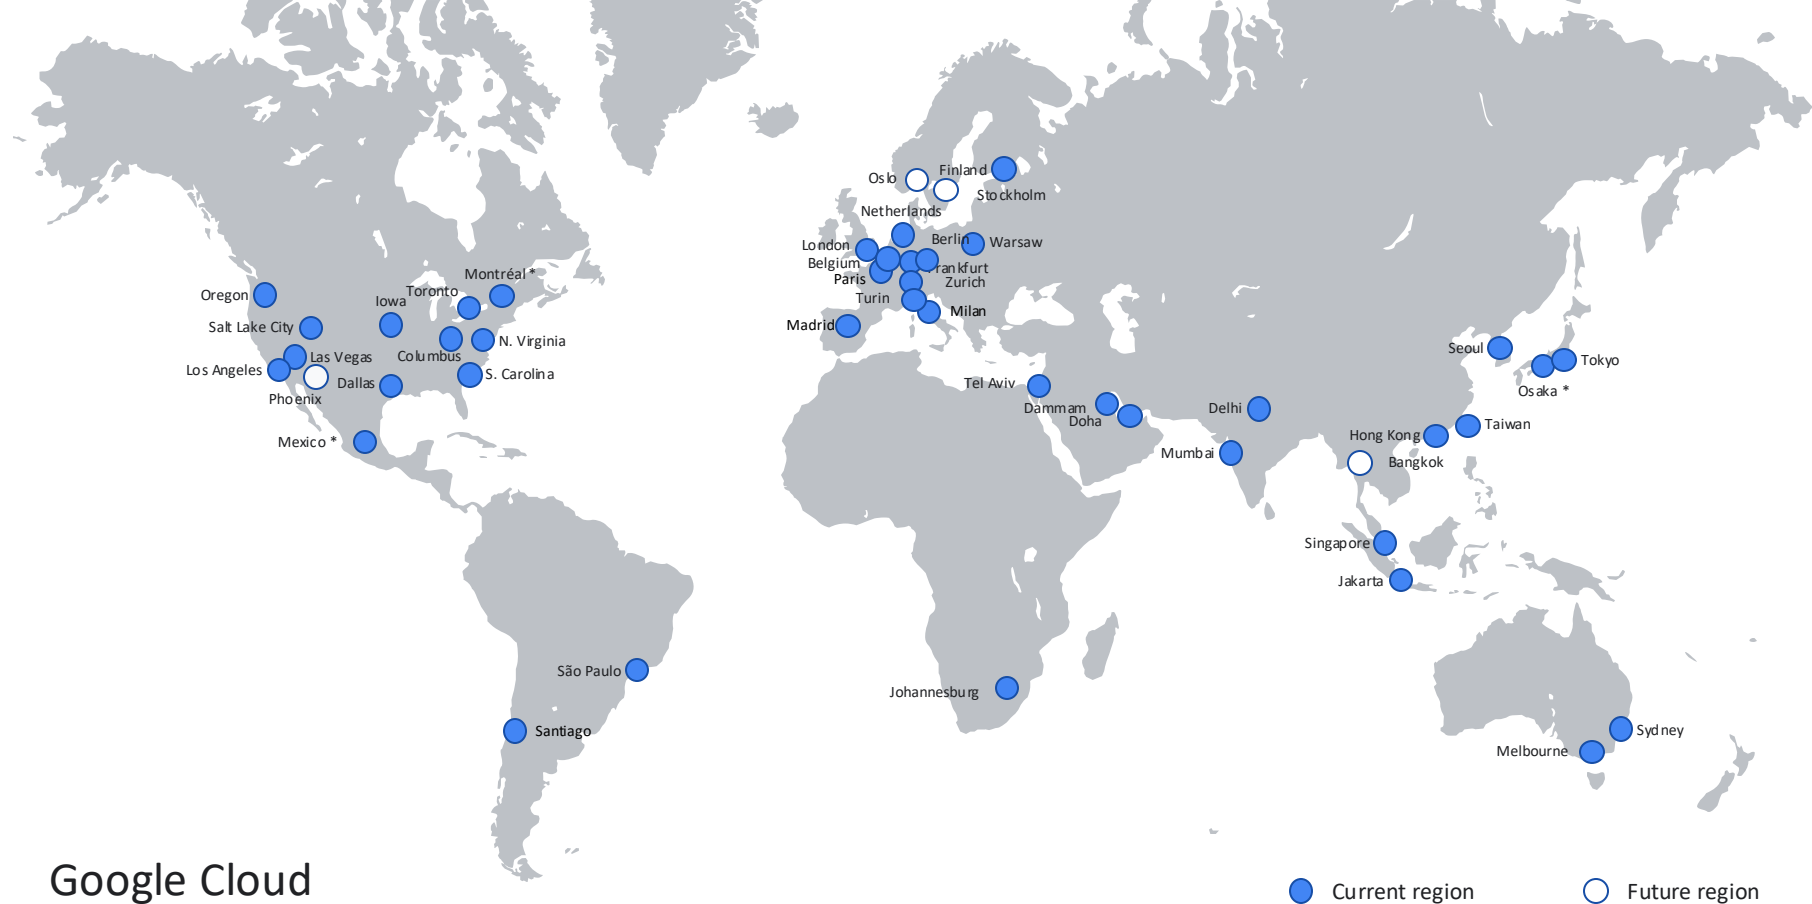 Oslo
Finland
Stockholm
Netherlands
London
Berlin
Warsaw
Belgium
Frankfurt
Paris
Zurich
Turin
Milan
Madrid
Montréal *
Toronto
Oregon
Iowa
Salt Lake City
N. Virginia
Columbus
Las Vegas
Los Angeles
S. Carolina
Dallas
Phoenix
Mexico *
Tel Aviv
Dammam
Doha
Delhi
Mumbai
Seoul
Tokyo
Osaka *
Taiwan
Hong Kong
Bangkok
Singapore
Jakarta
São Paulo
Santiago
Johannesburg
Sydney
Melbourne
Google Cloud
Current region
Future region